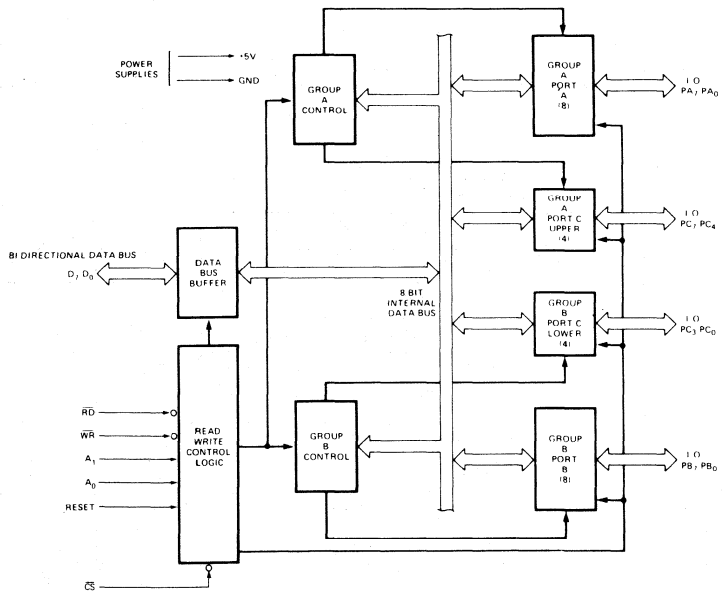 POWER
SUPPLIES
+5V
GND
GROUP
A
CONTROL
GROUP
A
PORT
A
(8)
I O
PA7 PA0
GROUP
A
PORT C
UPPER
(4)
I O
PC7 PC4
BI DIRECTIONAL DATA BUS
D7 D0
DATA
BUS
BUFFER
8 BIT
INTERNAL
DATA BUS
GROUP
B
PORT C
LOWER
(4)
I O
PC3 PC0
RD
WR
A1
A0
RESET
CS
READ
WRITE
CONTROL
LOGIC
GROUP
B
CONTROL
GROUP
B
PORT
B
(8)
I O
PB7 PB0